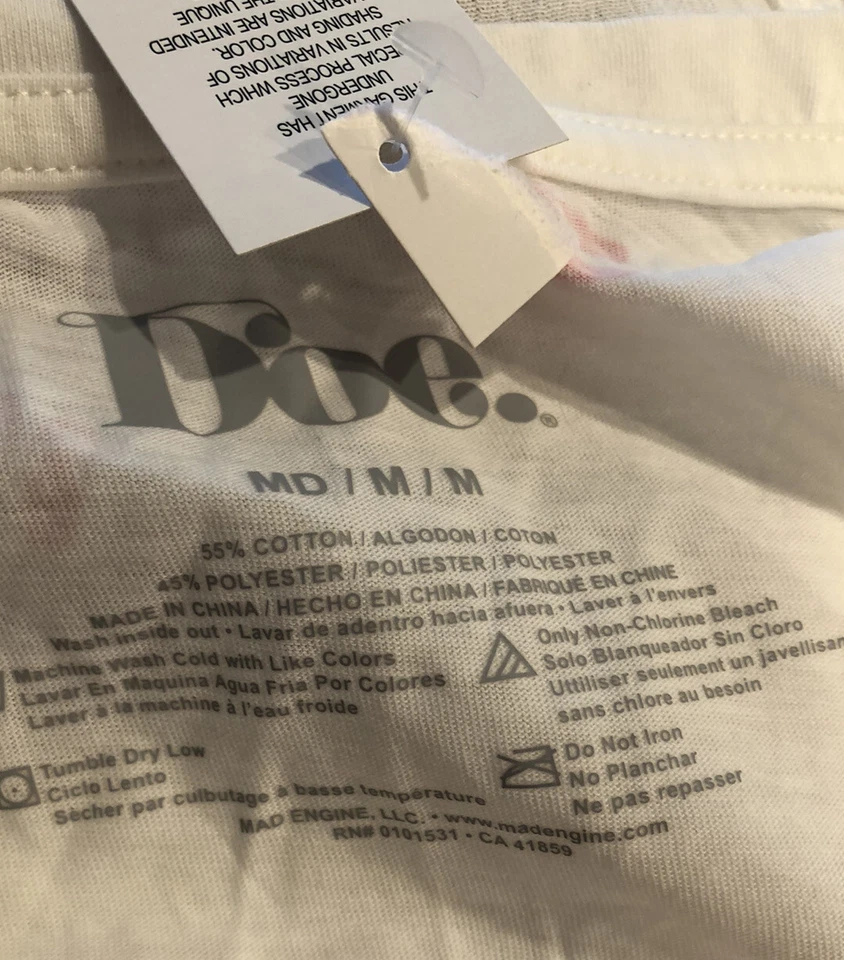 THIS GARMENT HAS
UNDERGONE
PROCESS WHICH
RESULTS IN VARIATIONS OF
SHADING AND COLOR.
VARIATIONS ARE INTENDED
THE UNIQUE
Doe.®
MD / M / M
55% COTTON / ALGODON / COTON
45% POLYESTER / POLIESTER / POLYESTER
MADE IN CHINA / HECHO EN CHINA / FABRIQUÉ EN CHINE
Wash inside out • Lavar de adentro hacia afuera • Laver à l'envers
Machine Wash Cold with Like Colors
Lavar En Maquina Agua Fria Por Colores
Laver à la machine à l'eau froide
Only Non-Chlorine Bleach
Solo Blanqueador Sin Cloro
Uttiliser seulement un javellisan
sans chlore au besoin
Tumble Dry Low
Ciclo Lento
Sècher par culbutage à basse température
Do Not Iron
No Planchar
Ne pas repasser
MAD ENGINE, LLC. • www.madengine.com
RN# 0101531 • CA 41859